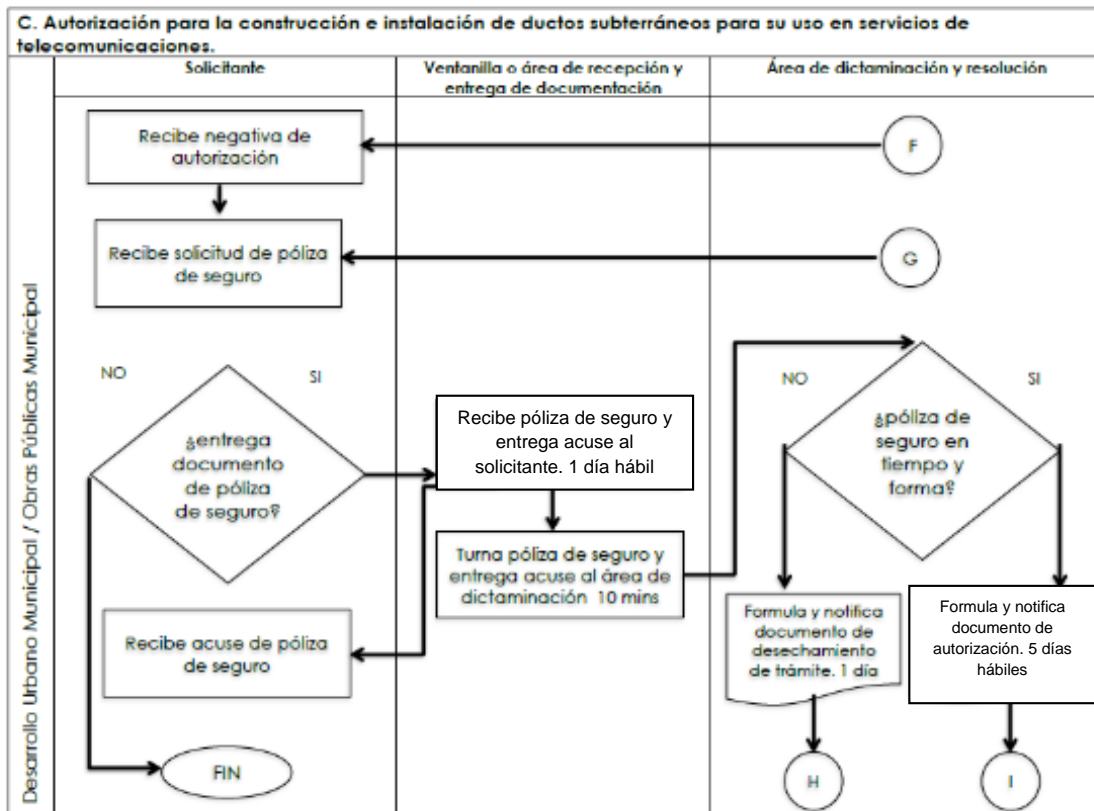 C. Autorización para la construcción e instalación de ductos subterráneos para su uso en servicios de
telecomunicaciones.
Solicitante
Ventanilla o área de recepción y
entrega de documentación
Área de dictaminación y resolución
Desarrollo Urbano Municipal / Obras Públicas Municipal
Recibe negativa de
autorización
F
Recibe solicitud de póliza
de seguro
G
NO
SI
¿entrega
documento
de póliza
de seguro?
Recibe póliza de seguro y
entrega acuse al
solicitante. 1 día hábil
NO
SI
¿póliza de
seguro en
tiempo y
forma?
Turna póliza de seguro y
entrega acuse al área de
dictaminación 10 mins
Recibe acuse de póliza
de seguro
Formula y notifica
documento de
desechamiento
de trámite. 1 día
Formula y notifica
documento de
autorización. 5 días
hábiles
FIN
H
I